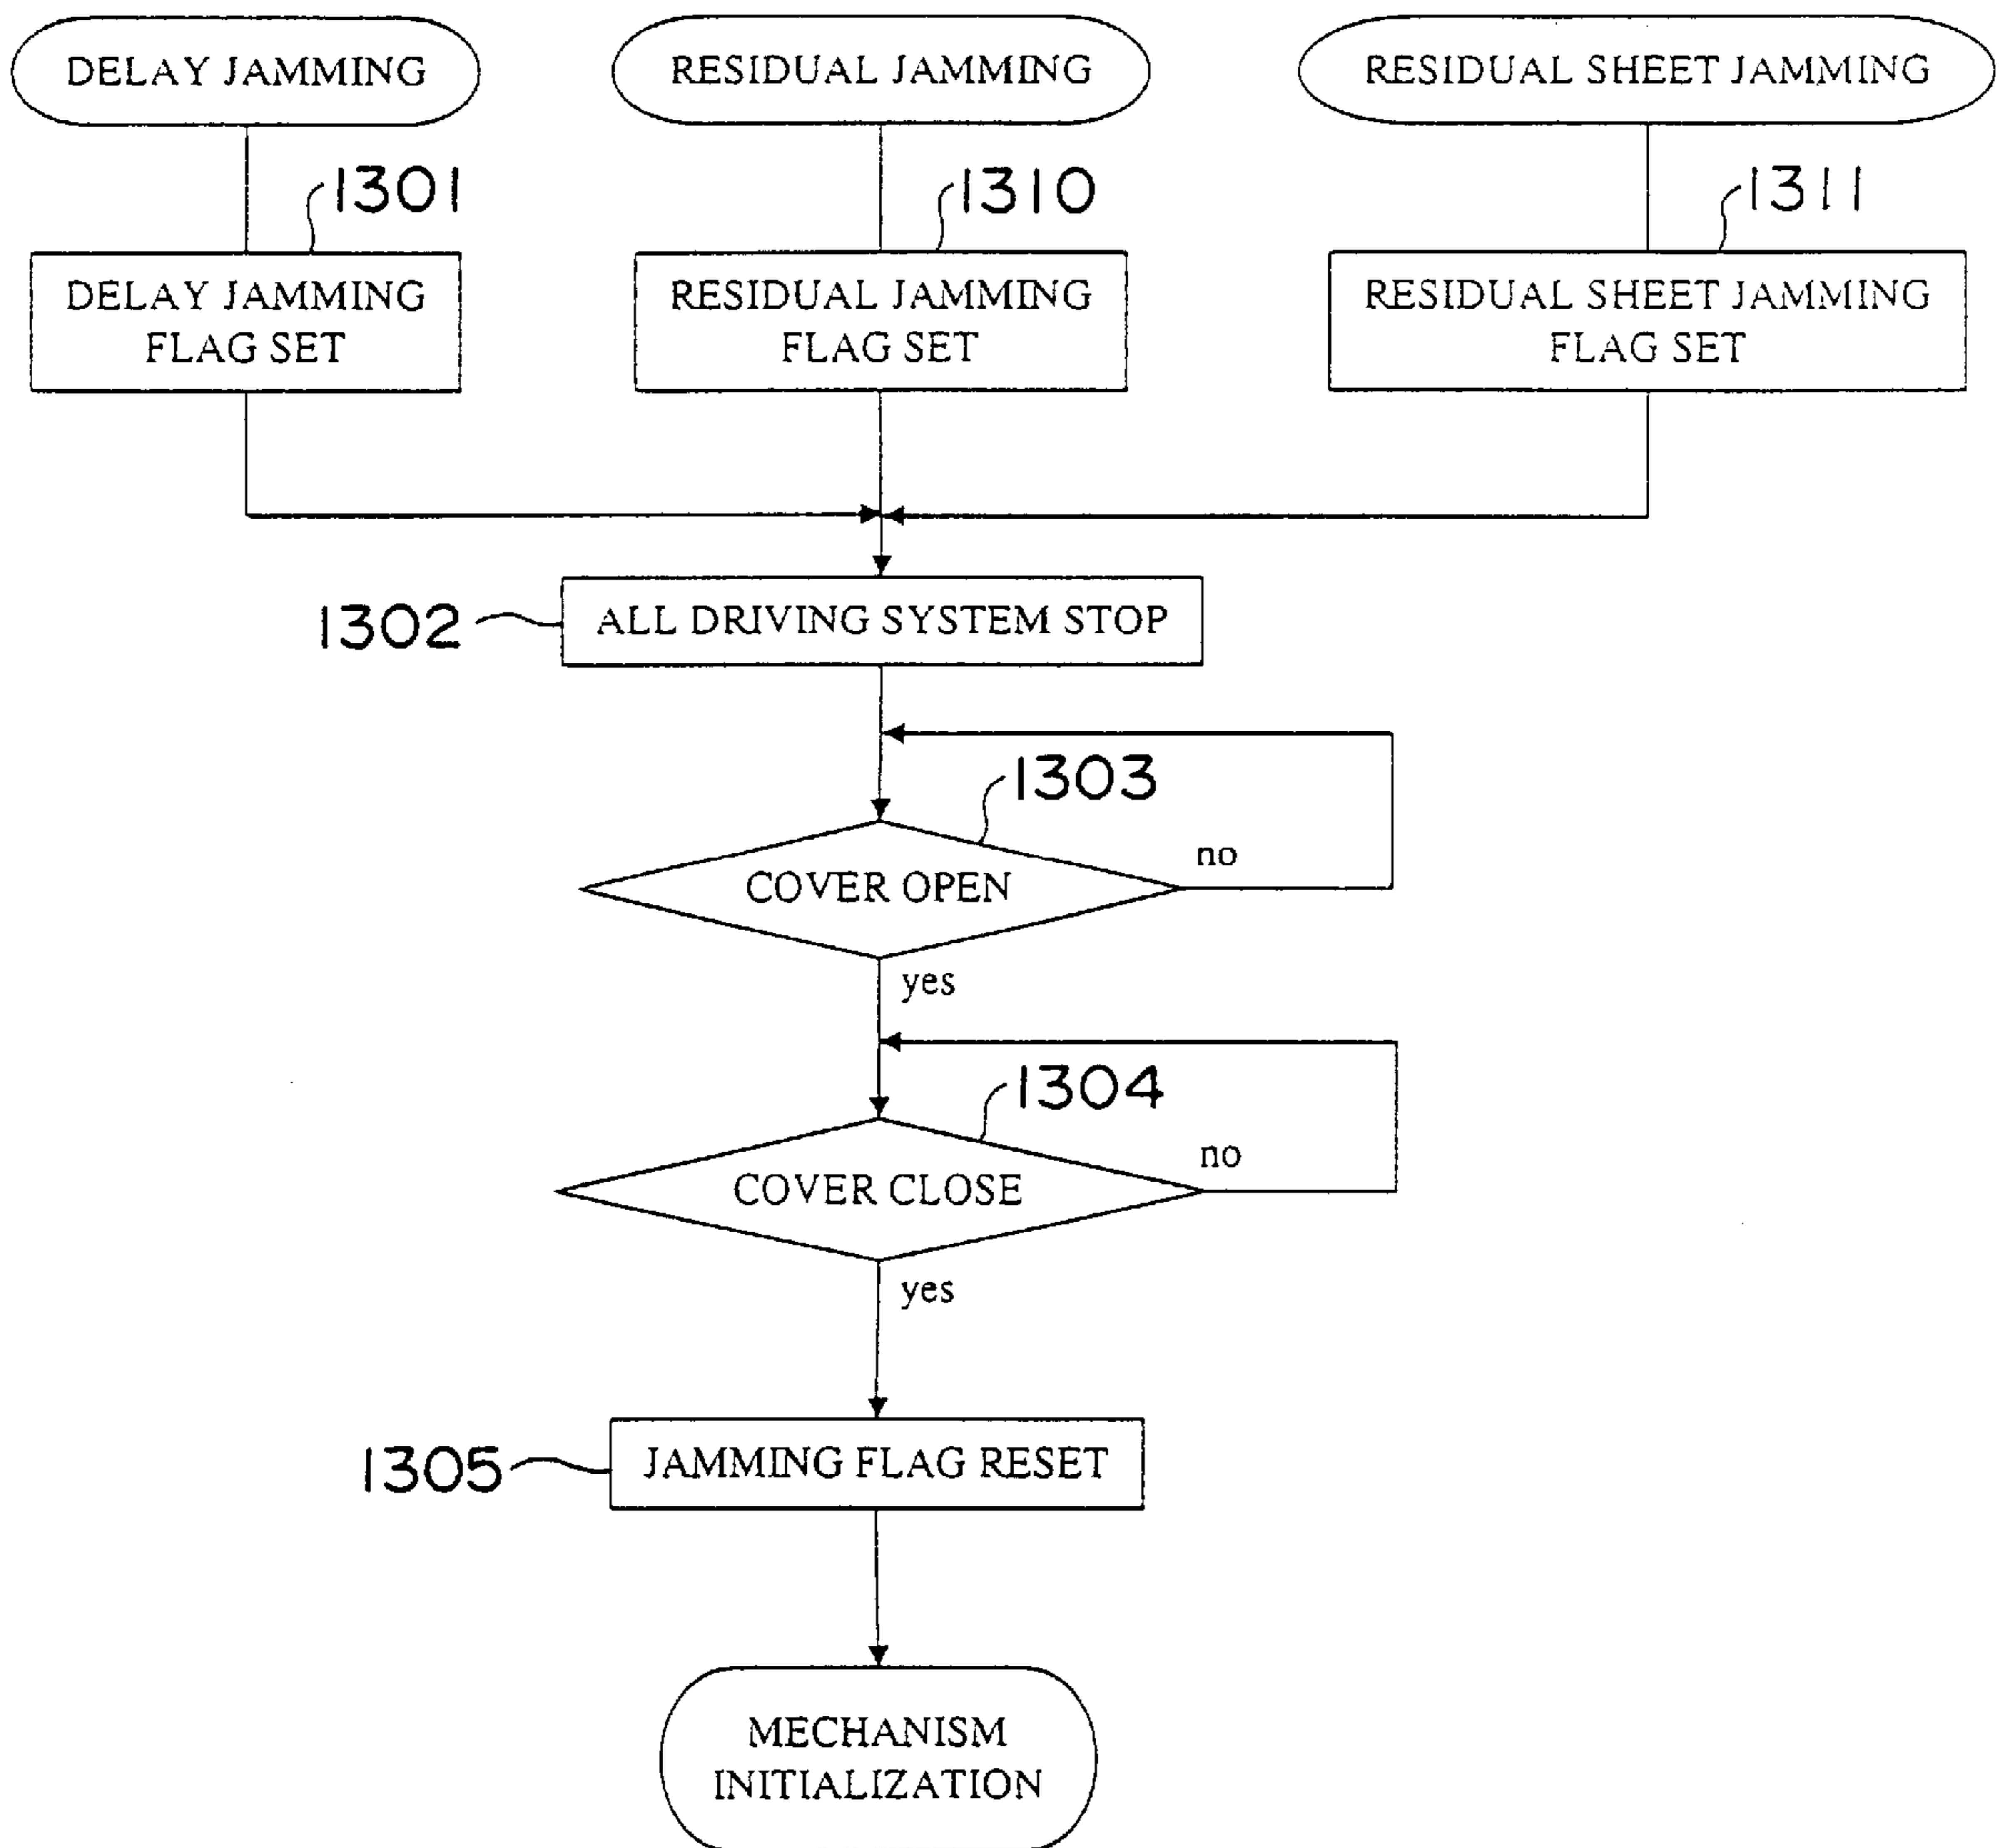 DELAY JAMMING
RESIDUAL JAMMING
RESIDUAL SHEET JAMMING
1301
1310
1311
DELAY JAMMING
FLAG SET
RESIDUAL JAMMING
FLAG SET
RESIDUAL SHEET JAMMING
FLAG SET
1302
ALL DRIVING SYSTEM STOP
1303
no
COVER OPEN
yes
1304
no
COVER CLOSE
yes
1305
JAMMING FLAG RESET
MECHANISM
INITIALIZATION